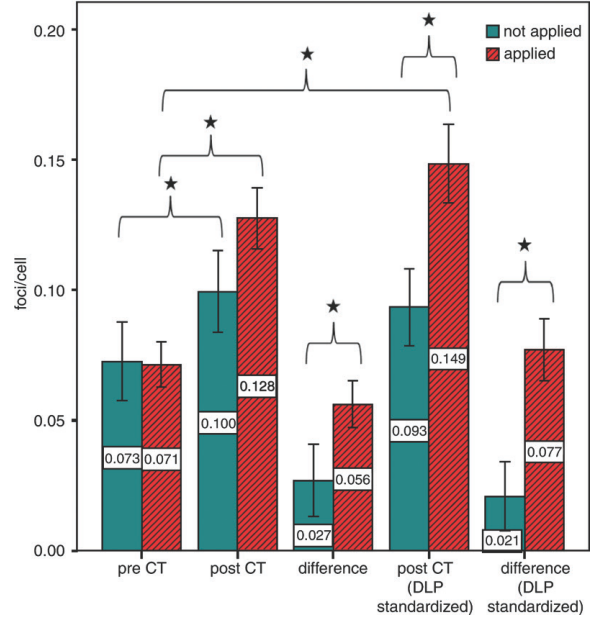 0.20
not applied
applied
0.15
0.10
0.05
0.00
foci/cell
0.073
0.071
0.100
0.128
0.027
0.056
0.093
0.149
0.021
0.077
pre CT
post CT
difference
post CT
(DLP
standardized)
difference
(DLP
standardized)